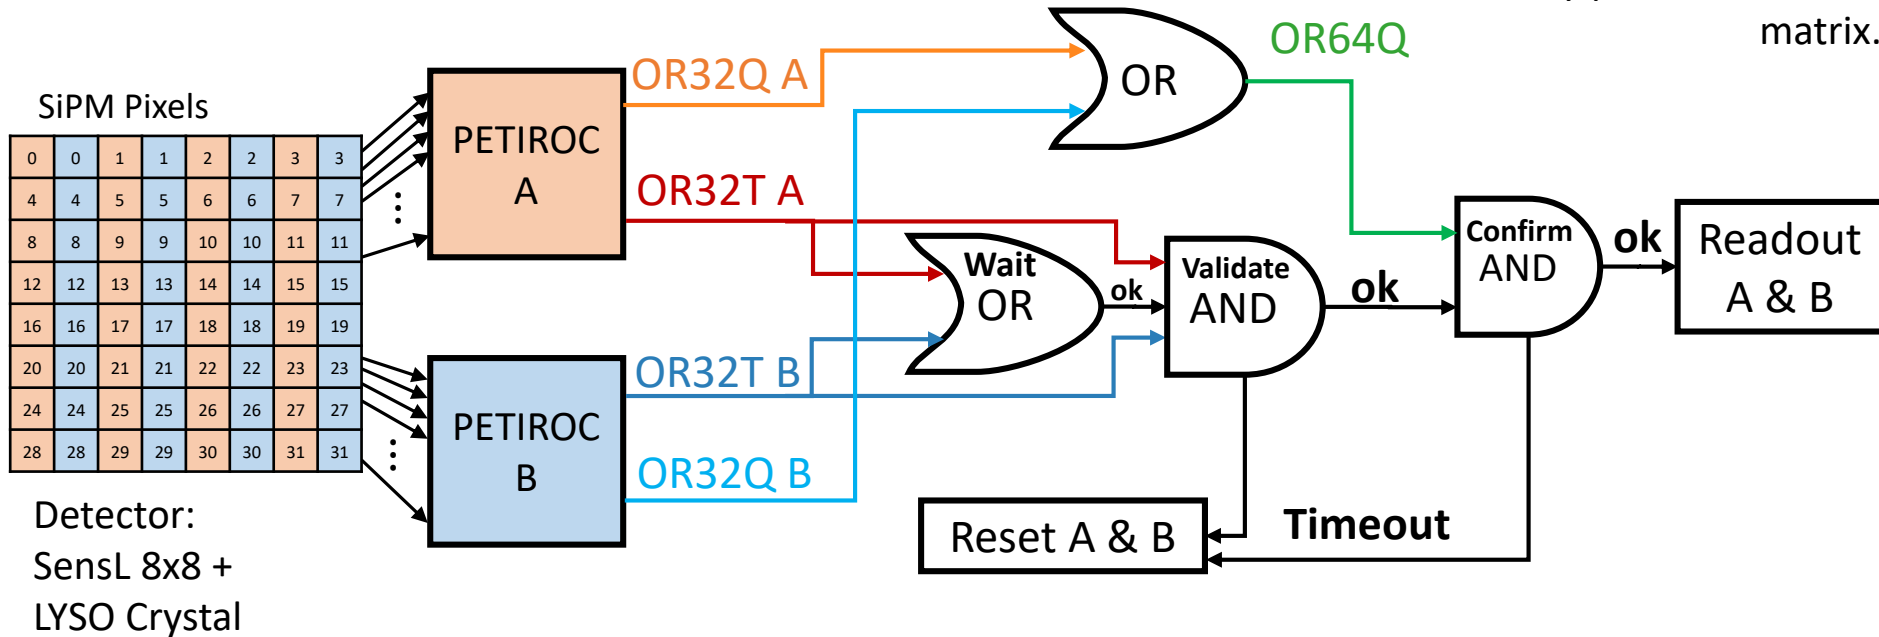 matrix.
OR64Q
OR32Q A
OR
SiPM Pixels
PETIROC
A
0 0 1 1 2 2 3 3
4 4 5 5 6 6 7 7
8 8 9 9 10 10 11 11
12 12 13 13 14 14 15 15
16 16 17 17 18 18 19 19
20 20 21 21 22 22 23 23
24 24 25 25 26 26 27 27
28 28 29 29 30 30 31 31
OR32T A
Wait
OR
ok
Validate
AND
ok
Confirm
AND
ok
Readout
A & B
OR32T B
PETIROC
B
OR32Q B
Reset A & B
Timeout
Detector:
SensL 8x8 +
LYSO Crystal